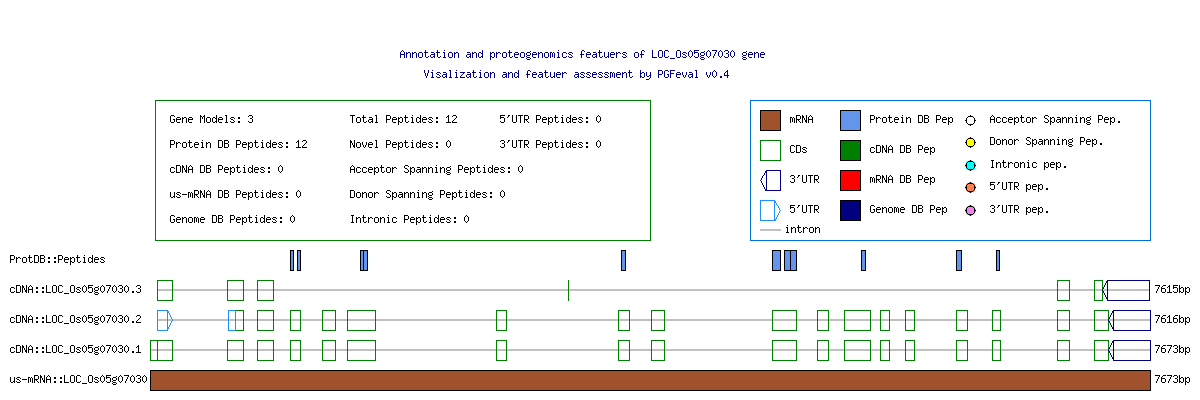 Annotation and proteogenomics featuers of LOC_Os05g07030 gene
Visalization and featuer assessment by PGFeval v0.4
Gene Models: 3 Total Peptides: 12 5'UTR Peptides: 0
Protein DB Peptides: 12 Novel Peptides: 0 3'UTR Peptides: 0
cDNA DB Peptides: 0 Acceptor Spanning Peptides: 0
us-mRNA DB Peptides: 0 Donor Spanning Peptides: 0
Genome DB Peptides: 0 Intronic Peptides: 0
mRNA Protein DB Pep Acceptor Spanning Pep.
CDs cDNA DB Pep Donor Spanning Pep.
3'UTR mRNA DB Pep Intronic pep.
5'UTR Genome DB Pep 5'UTR pep.
intron 3'UTR pep.
ProtDB::Peptides
cDNA::LOC_Os05g07030.3 7615bp
cDNA::LOC_Os05g07030.2 7616bp
cDNA::LOC_Os05g07030.1 7673bp
us-mRNA::LOC_Os05g07030 7673bp